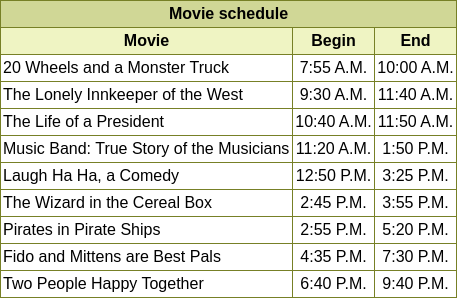 Movie schedule
Movie Begin End
20 Wheels and a Monster Truck 7:55 A.M. 10:00 A.M.
The Lonely Innkeeper of the West 9:30 A.M. 11:40 A.M.
The Life of a President 10:40 A.M. 11:50 A.M.
Music Band: True Story of the Musicians 11:20 A.M. 1:50 P.M.
Laugh Ha Ha, a Comedy 12:50 P.M. 3:25 P.M.
The Wizard in the Cereal Box 2:45 P.M. 3:55 P.M.
Pirates in Pirate Ships 2:55 P.M. 5:20 P.M.
Fido and Mittens are Best Pals 4:35 P.M. 7:30 P.M.
Two People Happy Together 6:40 P.M. 9:40 P.M.